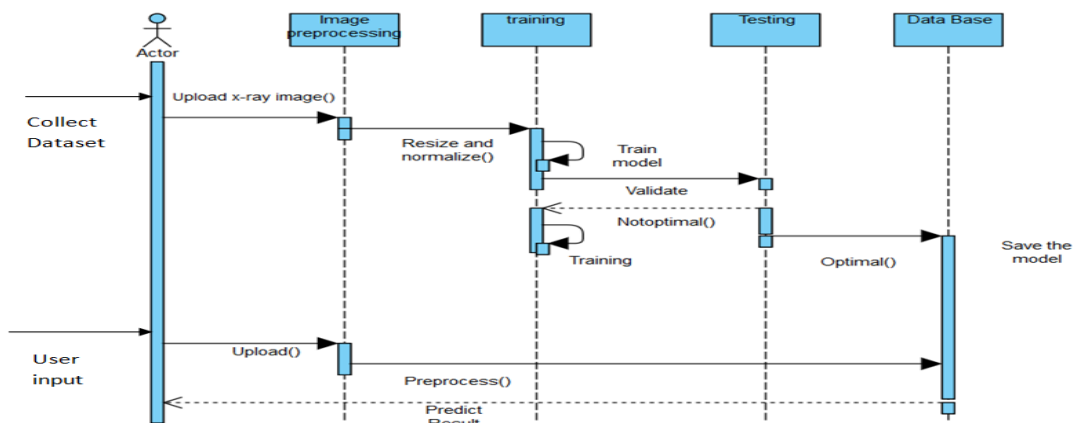 Image
preprocessing
training
Testing
Data Base
Actor
Upload x-ray image()
Collect
Dataset
Resize and
normalize()
Train
model
Validate
Notoptimal()
Training
Optimal()
Save the
model
User
input
Upload()
Preprocess()
Predict
Result